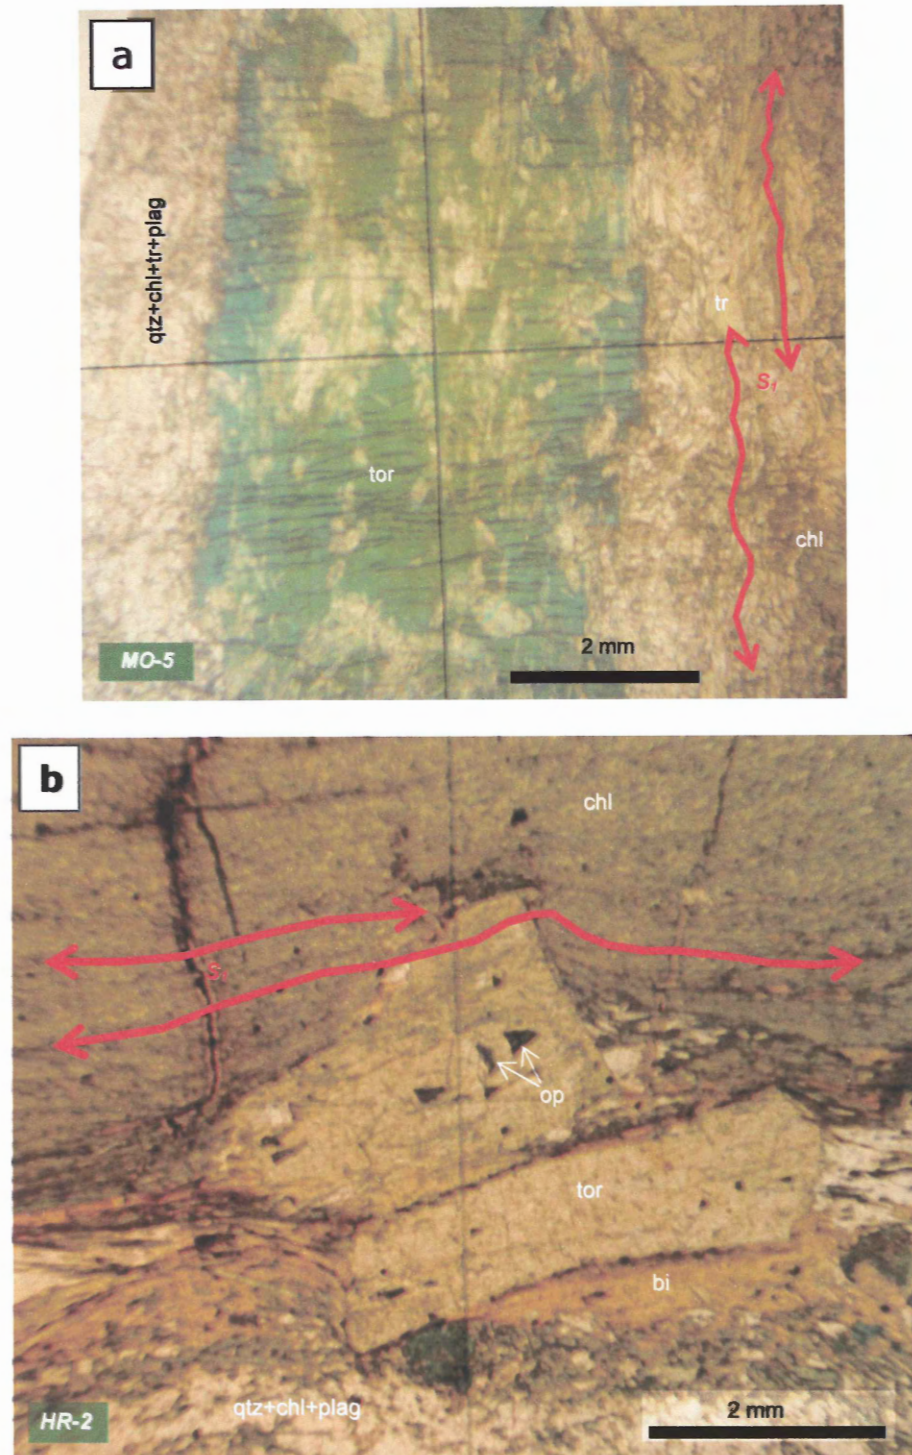 a
qtz+chl+tr+plag
tr
S₁
tor
chl
MO-5
2 mm
b
chl
S₁
op
tor
bi
qtz+chl+plag
HR-2
2 mm